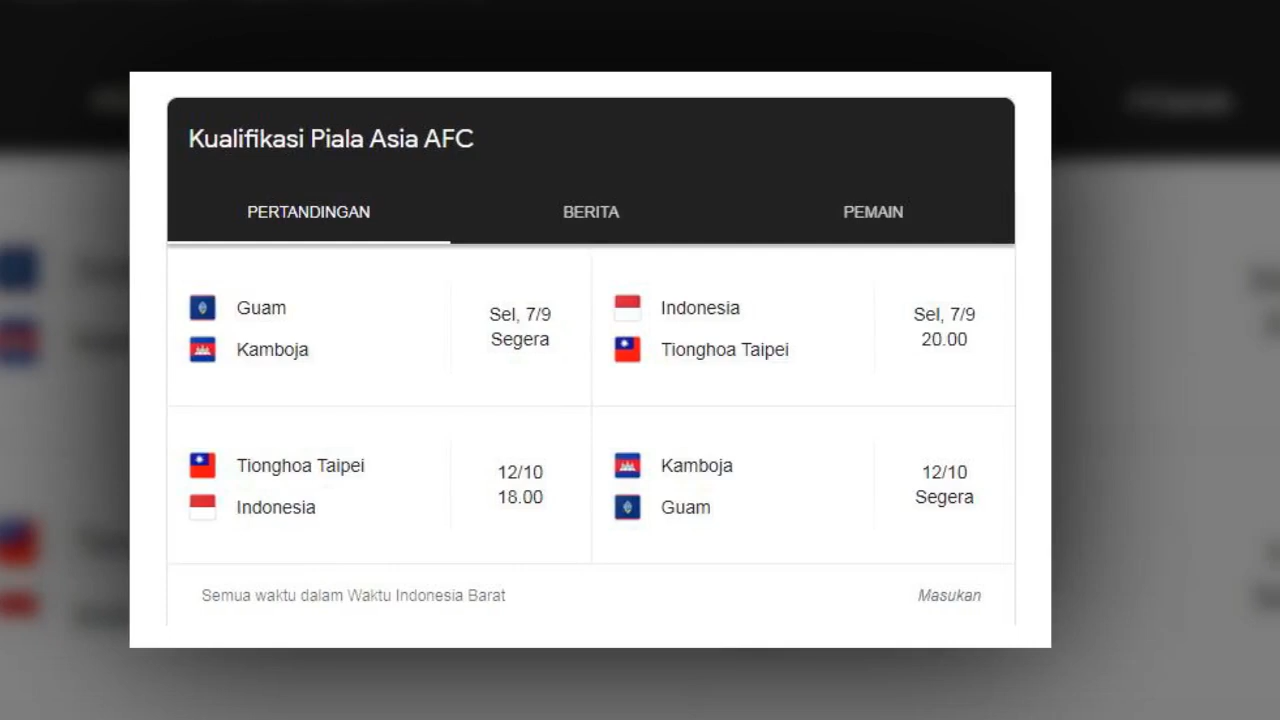 Kualifikasi Piala Asia AFC
PERTANDINGAN
BERITA
PEMAIN
Guam
Kamboja
Sel, 7/9
Segera
Indonesia
Tionghoa Taipei
Sel, 7/9
20.00
Tionghoa Taipei
Indonesia
12/10
18.00
Kamboja
Guam
12/10
Segera
Semua waktu dalam Waktu Indonesia Barat
Masukan